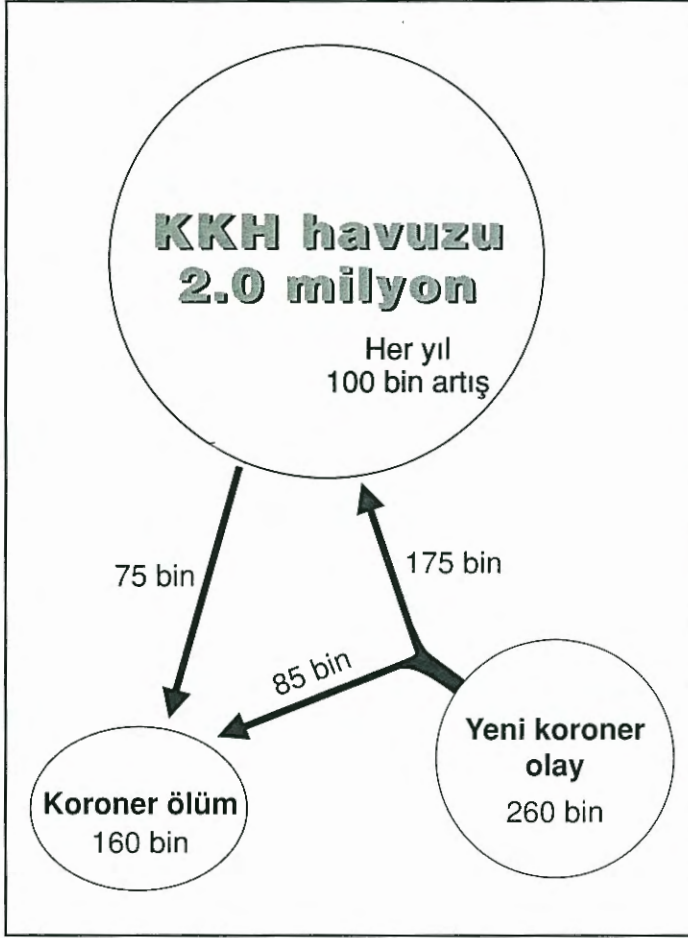 KKH havuzu
2.0 milyon
Her yıl
100 bin artış
75 bin
175 bin
85 bin
Yeni koroner
olay
260 bin
Koroner ölüm
160 bin